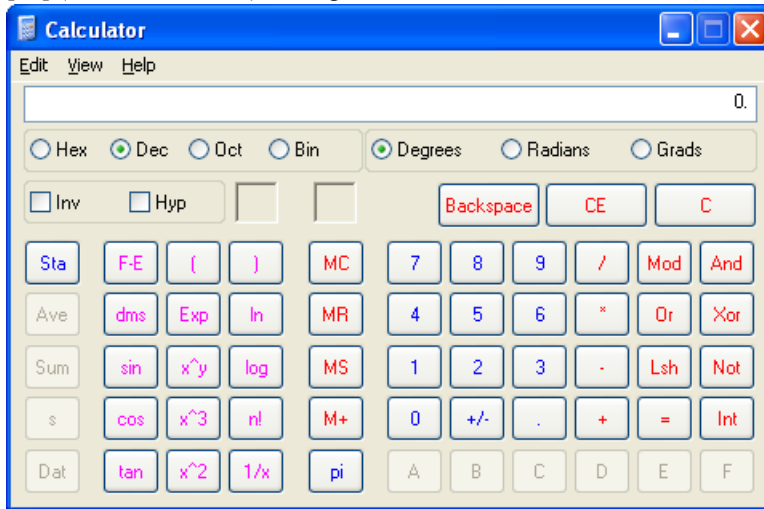 Calculator
Edit View Help
0.
Hex Dec Oct Bin Degrees Radians Grads
Inv Hyp Backspace CE C
Sta F-E ( ) MC 7 8 9 / Mod And
Ave dms Exp ln MR 4 5 6 * Or Xor
Sum sin x^y log MS 1 2 3 - Lsh Not
s cos x^3 n! M+ 0 +/- . + = Int
Dat tan x^2 1/x pi A B C D E F